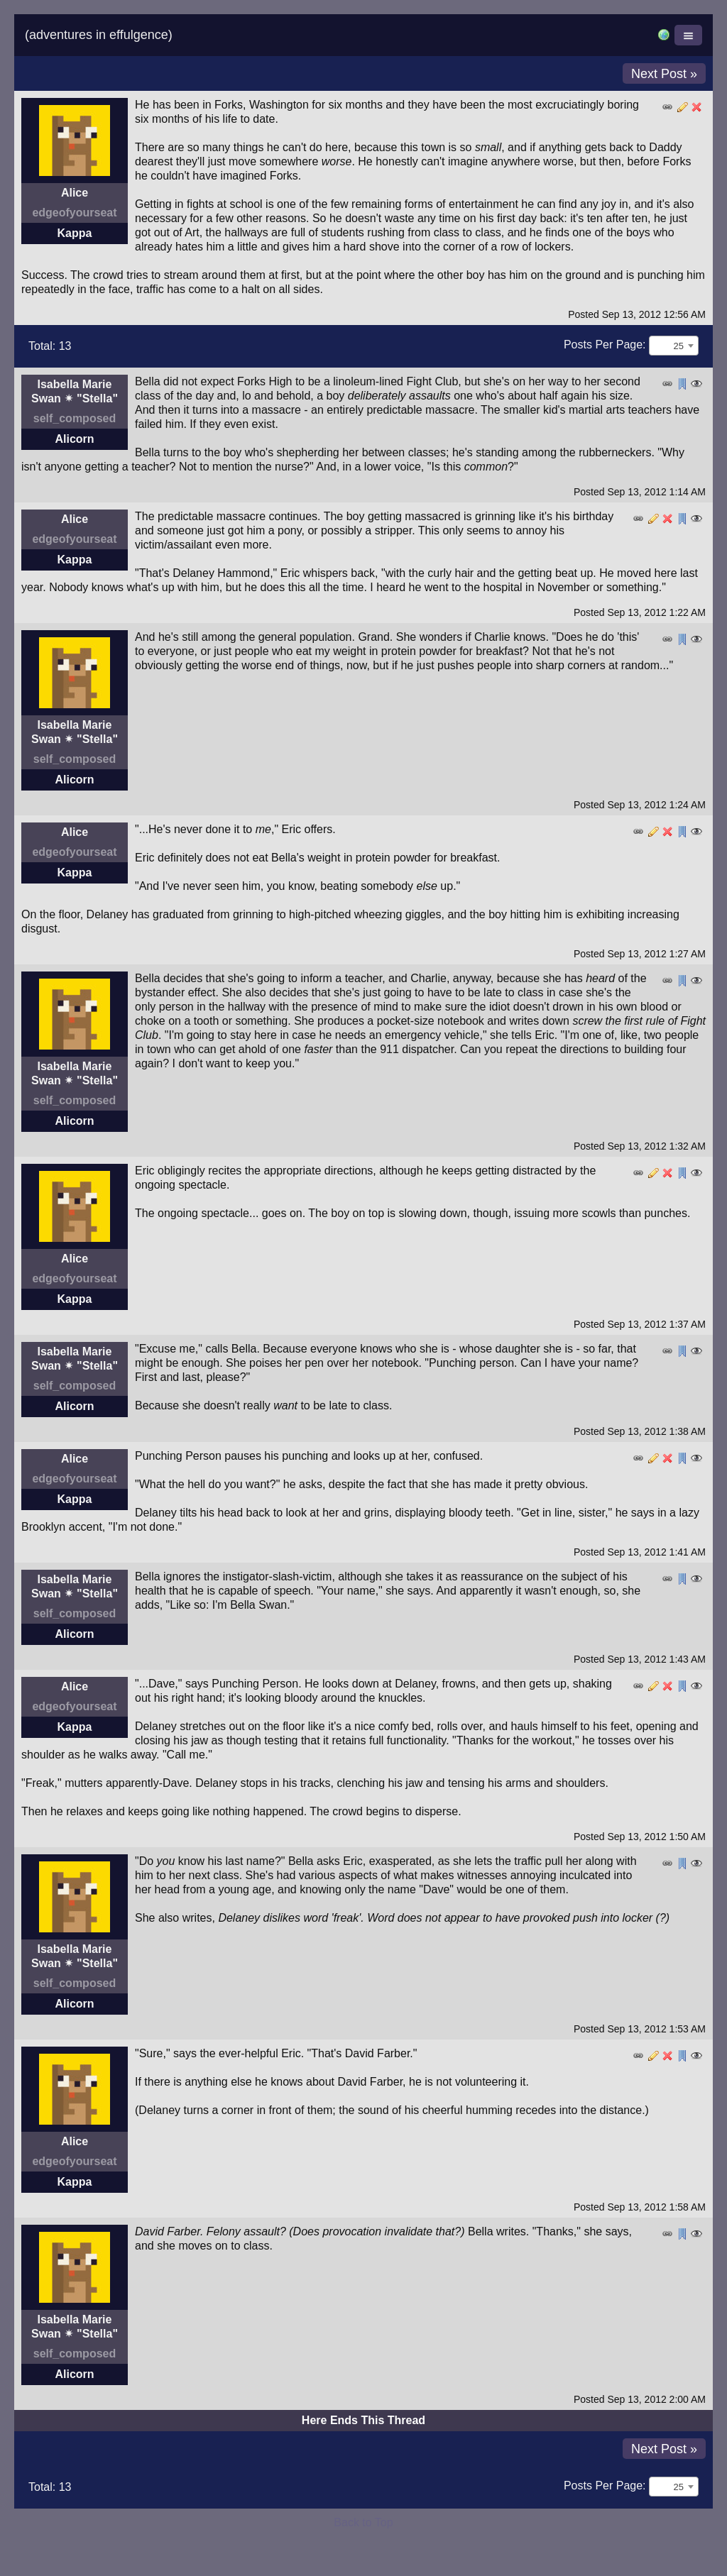 (adventures in effulgence)
Next Post »
Alice
edgeofyourseat
Kappa
He has been in Forks, Washington for six months and they have been the most excruciatingly boring
six months of his life to date.
There are so many things he can't do here, because this town is so small, and if anything gets back to Daddy
dearest they'll just move somewhere worse. He honestly can't imagine anywhere worse, but then, before Forks
he couldn't have imagined Forks.
Getting in fights at school is one of the few remaining forms of entertainment he can find any joy in, and it's also
necessary for a few other reasons. So he doesn't waste any time on his first day back: it's ten after ten, he just
got out of Art, the hallways are full of students rushing from class to class, and he finds one of the boys who
already hates him a little and gives him a hard shove into the corner of a row of lockers.
Success. The crowd tries to stream around them at first, but at the point where the other boy has him on the ground and is punching him
repeatedly in the face, traffic has come to a halt on all sides.
Posted Sep 13, 2012 12:56 AM
Total: 13
Posts Per Page: 25
Isabella Marie
Swan ✴ "Stella"
self_composed
Alicorn
Bella did not expect Forks High to be a linoleum-lined Fight Club, but she's on her way to her second
class of the day and, lo and behold, a boy deliberately assaults one who's about half again his size.
And then it turns into a massacre - an entirely predictable massacre. The smaller kid's martial arts teachers have
failed him. If they even exist.
Bella turns to the boy who's shepherding her between classes; he's standing among the rubberneckers. "Why
isn't anyone getting a teacher? Not to mention the nurse?" And, in a lower voice, "Is this common?"
Posted Sep 13, 2012 1:14 AM
Alice
edgeofyourseat
Kappa
The predictable massacre continues. The boy getting massacred is grinning like it's his birthday
and someone just got him a pony, or possibly a stripper. This only seems to annoy his
victim/assailant even more.
"That's Delaney Hammond," Eric whispers back, "with the curly hair and the getting beat up. He moved here last
year. Nobody knows what's up with him, but he does this all the time. I heard he went to the hospital in November or something."
Posted Sep 13, 2012 1:22 AM
Isabella Marie
Swan ✴ "Stella"
self_composed
Alicorn
And he's still among the general population. Grand. She wonders if Charlie knows. "Does he do 'this'
to everyone, or just people who eat my weight in protein powder for breakfast? Not that he's not
obviously getting the worse end of things, now, but if he just pushes people into sharp corners at random..."
Posted Sep 13, 2012 1:24 AM
Alice
edgeofyourseat
Kappa
"...He's never done it to me," Eric offers.
Eric definitely does not eat Bella's weight in protein powder for breakfast.
"And I've never seen him, you know, beating somebody else up."
On the floor, Delaney has graduated from grinning to high-pitched wheezing giggles, and the boy hitting him is exhibiting increasing
disgust.
Posted Sep 13, 2012 1:27 AM
Isabella Marie
Swan ✴ "Stella"
self_composed
Alicorn
Bella decides that she's going to inform a teacher, and Charlie, anyway, because she has heard of the
bystander effect. She also decides that she's just going to have to be late to class in case she's the
only person in the hallway with the presence of mind to make sure the idiot doesn't drown in his own blood or
choke on a tooth or something. She produces a pocket-size notebook and writes down screw the first rule of Fight
Club. "I'm going to stay here in case he needs an emergency vehicle," she tells Eric. "I'm one of, like, two people
in town who can get ahold of one faster than the 911 dispatcher. Can you repeat the directions to building four
again? I don't want to keep you."
Posted Sep 13, 2012 1:32 AM
Alice
edgeofyourseat
Kappa
Eric obligingly recites the appropriate directions, although he keeps getting distracted by the
ongoing spectacle.
The ongoing spectacle... goes on. The boy on top is slowing down, though, issuing more scowls than punches.
Posted Sep 13, 2012 1:37 AM
Isabella Marie
Swan ✴ "Stella"
self_composed
Alicorn
"Excuse me," calls Bella. Because everyone knows who she is - whose daughter she is - so far, that
might be enough. She poises her pen over her notebook. "Punching person. Can I have your name?
First and last, please?"
Because she doesn't really want to be late to class.
Posted Sep 13, 2012 1:38 AM
Alice
edgeofyourseat
Kappa
Punching Person pauses his punching and looks up at her, confused.
"What the hell do you want?" he asks, despite the fact that she has made it pretty obvious.
Delaney tilts his head back to look at her and grins, displaying bloody teeth. "Get in line, sister," he says in a lazy
Brooklyn accent, "I'm not done."
Posted Sep 13, 2012 1:41 AM
Isabella Marie
Swan ✴ "Stella"
self_composed
Alicorn
Bella ignores the instigator-slash-victim, although she takes it as reassurance on the subject of his
health that he is capable of speech. "Your name," she says. And apparently it wasn't enough, so, she
adds, "Like so: I'm Bella Swan."
Posted Sep 13, 2012 1:43 AM
Alice
edgeofyourseat
Kappa
"...Dave," says Punching Person. He looks down at Delaney, frowns, and then gets up, shaking
out his right hand; it's looking bloody around the knuckles.
Delaney stretches out on the floor like it's a nice comfy bed, rolls over, and hauls himself to his feet, opening and
closing his jaw as though testing that it retains full functionality. "Thanks for the workout," he tosses over his
shoulder as he walks away. "Call me."
"Freak," mutters apparently-Dave. Delaney stops in his tracks, clenching his jaw and tensing his arms and shoulders.
Then he relaxes and keeps going like nothing happened. The crowd begins to disperse.
Posted Sep 13, 2012 1:50 AM
Isabella Marie
Swan ✴ "Stella"
self_composed
Alicorn
"Do you know his last name?" Bella asks Eric, exasperated, as she lets the traffic pull her along with
him to her next class. She's had various aspects of what makes witnesses annoying inculcated into
her head from a young age, and knowing only the name "Dave" would be one of them.
She also writes, Delaney dislikes word 'freak'. Word does not appear to have provoked push into locker (?)
Posted Sep 13, 2012 1:53 AM
Alice
edgeofyourseat
Kappa
"Sure," says the ever-helpful Eric. "That's David Farber."
If there is anything else he knows about David Farber, he is not volunteering it.
(Delaney turns a corner in front of them; the sound of his cheerful humming recedes into the distance.)
Posted Sep 13, 2012 1:58 AM
Isabella Marie
Swan ✴ "Stella"
self_composed
Alicorn
David Farber. Felony assault? (Does provocation invalidate that?) Bella writes. "Thanks," she says,
and she moves on to class.
Posted Sep 13, 2012 2:00 AM
Here Ends This Thread
Next Post »
Total: 13
Posts Per Page: 25